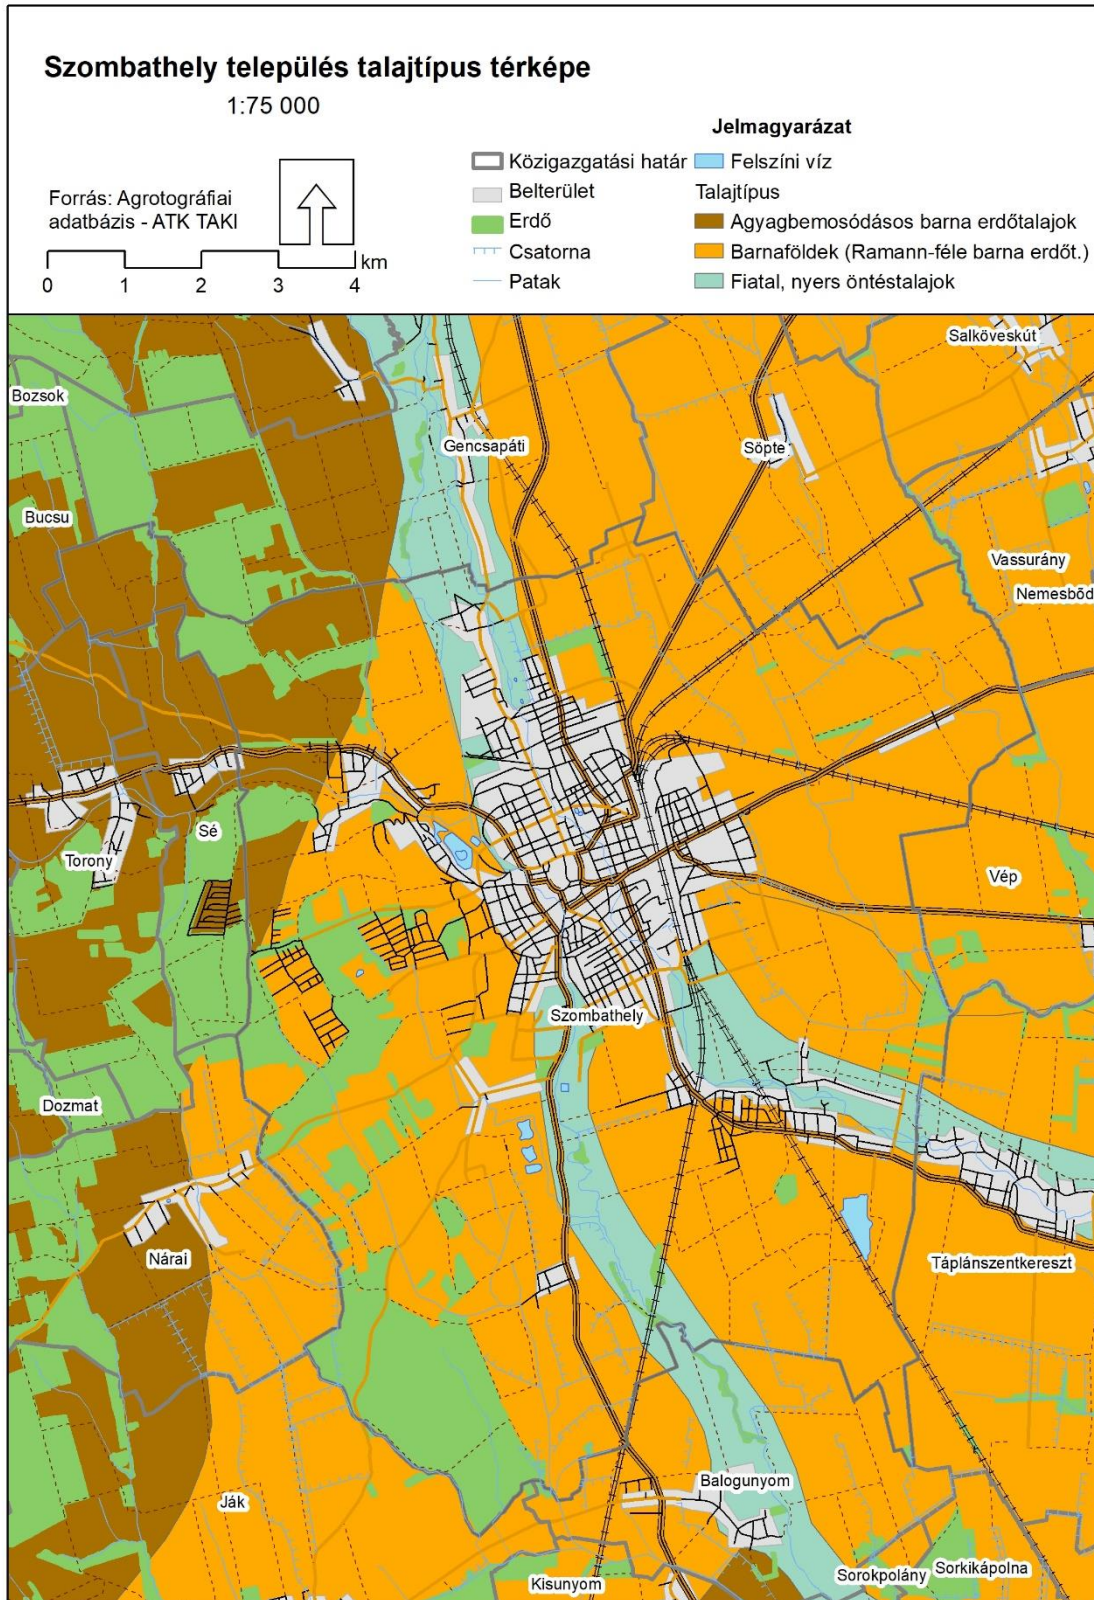 Szombathely település talajtípus térképe
1:75 000
Jelmagyarázat
Forrás: Agrotográfiai
adatbázis - ATK TAKI
km
0 1 2 3 4
Közigazgatási határ
Belterület
Erdő
Csatorna
Patak
Felszíni víz
Talajtípus
Agyagbemosódásos barna erdőtalajok
Barnaföldek (Ramann-féle barna erdőt.)
Fiatal, nyers öntéstalajok
Salköveskút
Bozsok
Gencsapáti
Söpte
Bucsu
Vassurány
Nemesbõd
Sé
Torony
Vép
Szombathely
Dozmat
Nárai
Táplánszentkereszt
Balogunyom
Ják
Kisunyom
Sorokpolány
Sorkikápolna